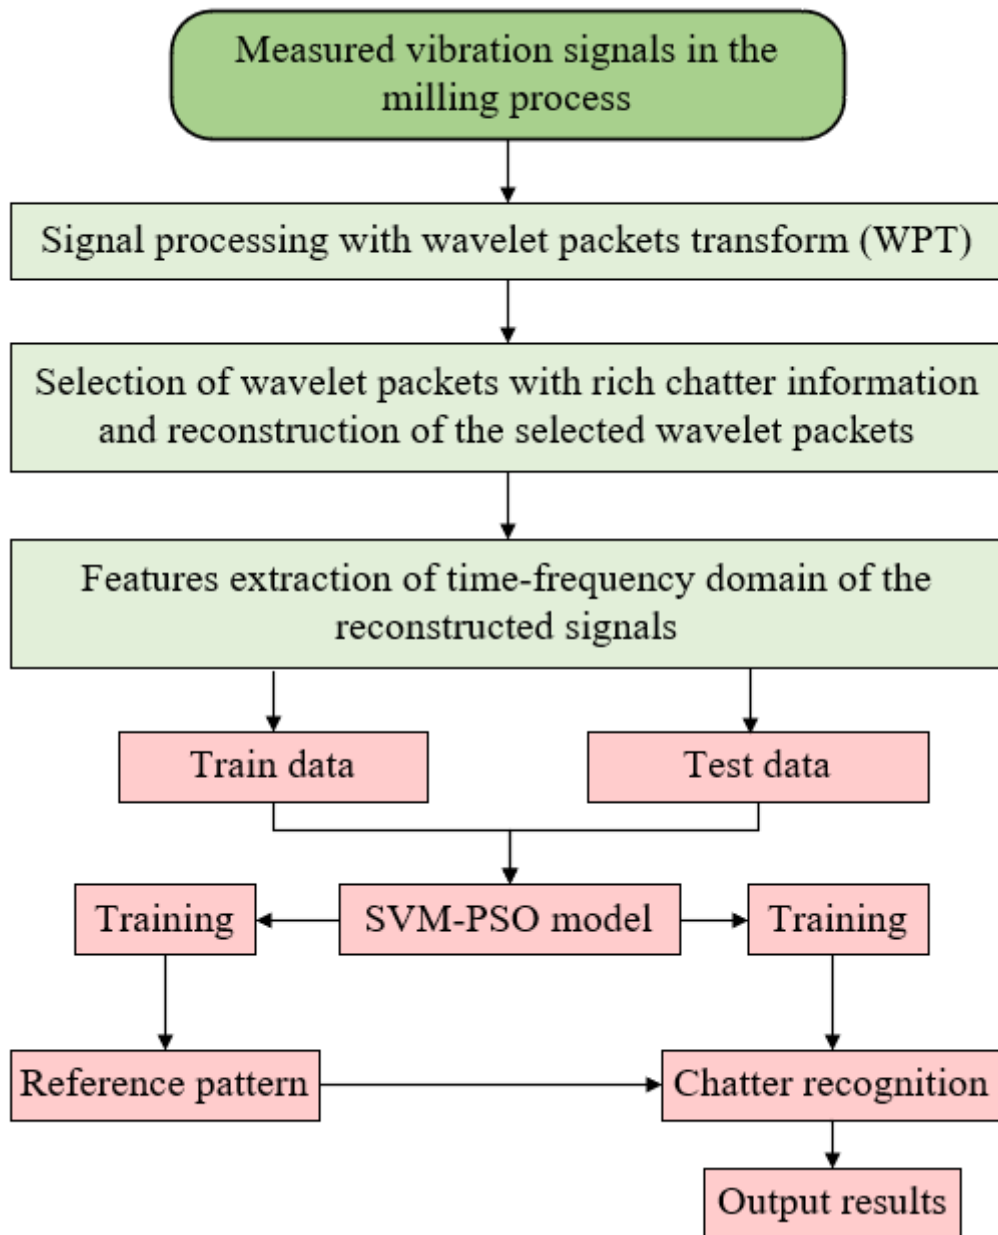 Measured vibration signals in the
milling process
Signal processing with wavelet packets transform (WPT)
Selection of wavelet packets with rich chatter information
and reconstruction of the selected wavelet packets
Features extraction of time-frequency domain of the
reconstructed signals
Train data
Test data
Training
SVM-PSO model
Training
Reference pattern
Chatter recognition
Output results